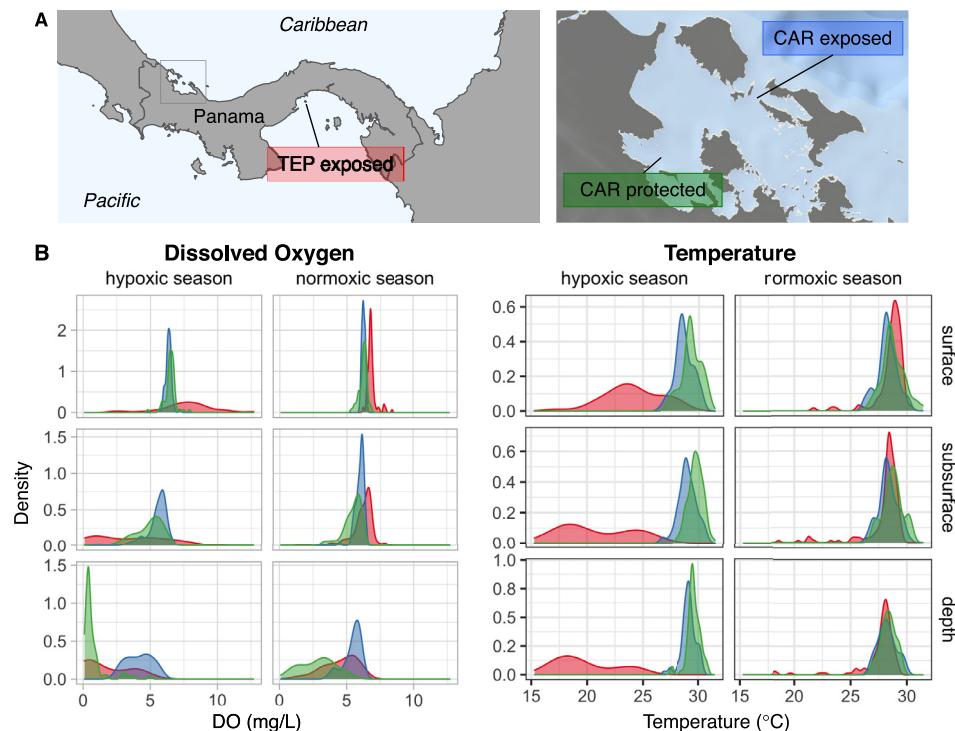 A
Caribbean
Panama
TEP exposed
Pacific
CAR exposed
CAR protected
B
Dissolved Oxygen
Temperature
hypoxic season
normoxic season
hypoxic season
rormoxic season
Density
2
1
0
1.5
1.0
0.5
0.0
1.5
1.0
0.5
0.0
0 5 10
0 5 10
DO (mg/L)
0.6
0.4
0.2
0.0
0.6
0.4
0.2
0.0
1.0
0.8
0.5
0.2
0.0
15 20 25 30
15 20 25 30
Temperature (°C)
surface
subsurface
depth